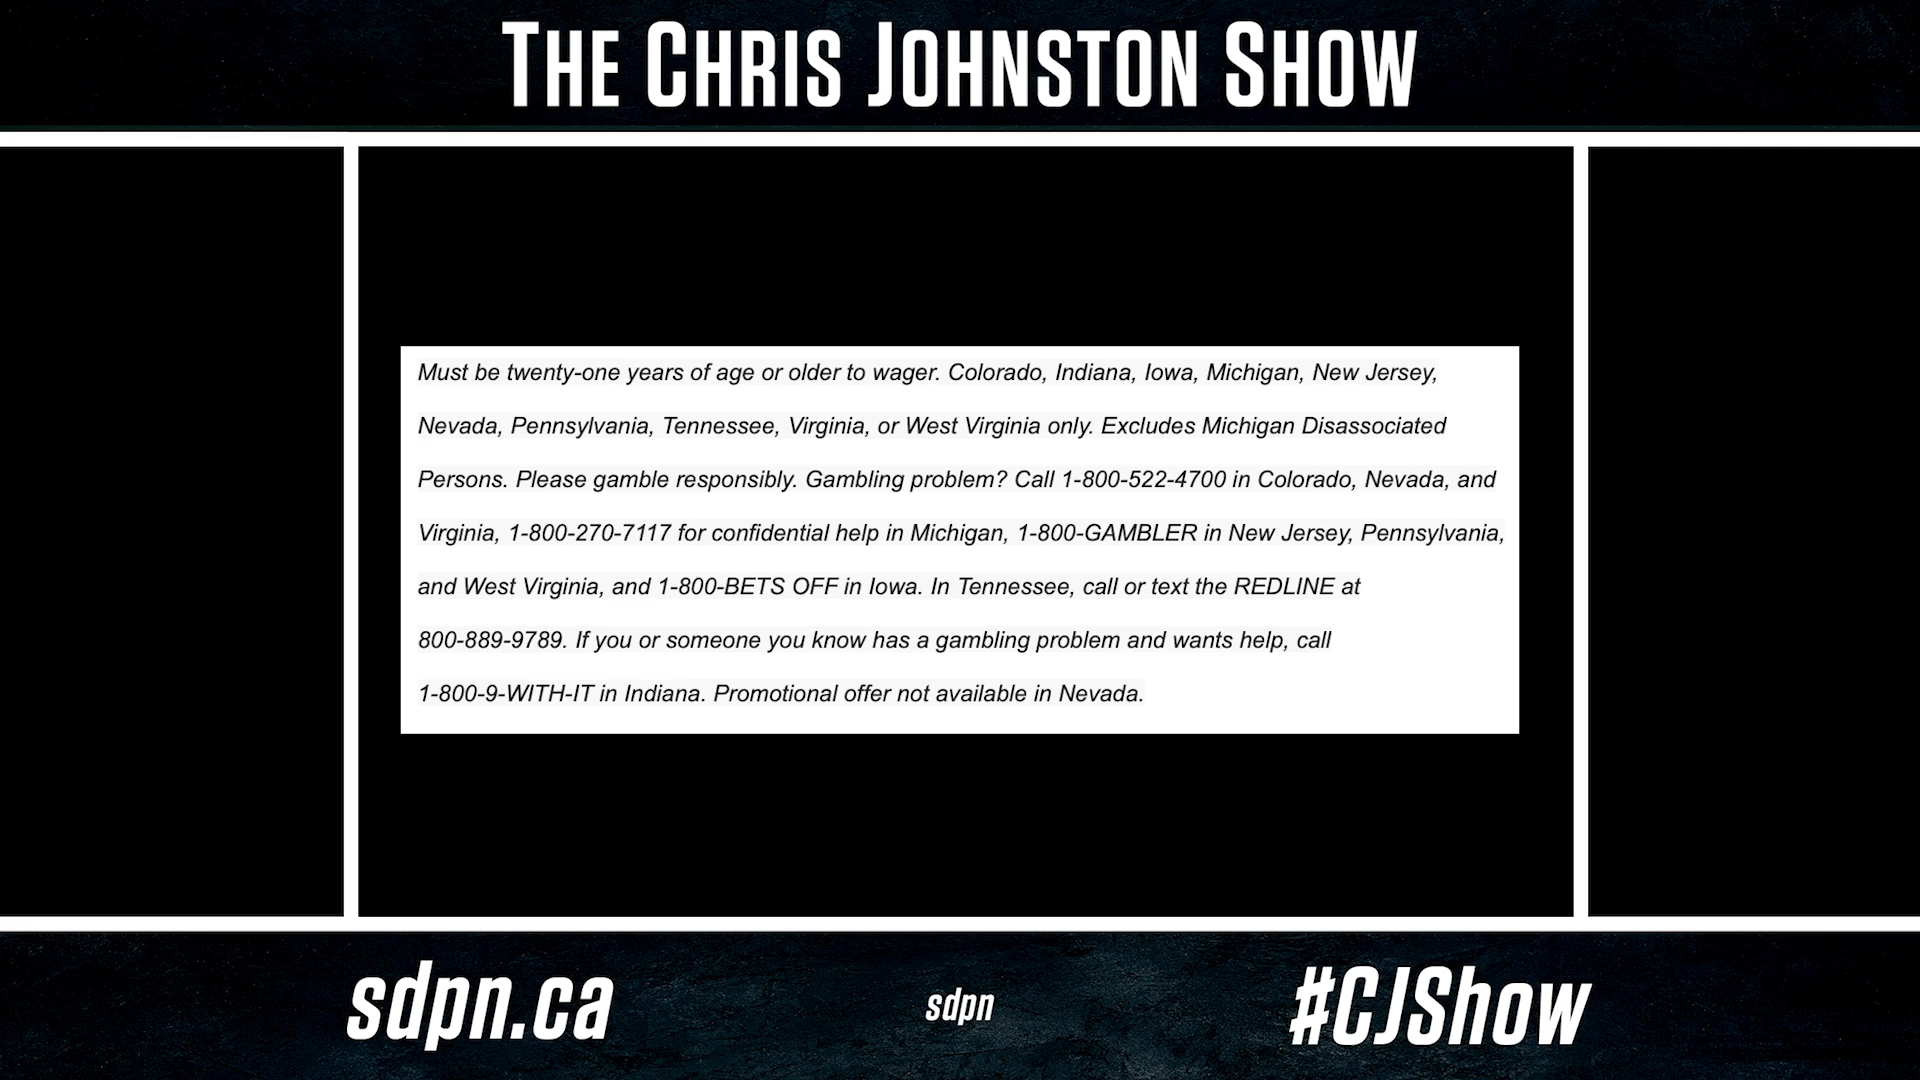 THE CHRIS JOHNSTON SHOW
Must be twenty-one years of age or older to wager. Colorado, Indiana, Iowa, Michigan, New Jersey,
Nevada, Pennsylvania, Tennessee, Virginia, or West Virginia only. Excludes Michigan Disassociated
Persons. Please gamble responsibly. Gambling problem? Call 1-800-522-4700 in Colorado, Nevada, and
Virginia, 1-800-270-7117 for confidential help in Michigan, 1-800-GAMBLER in New Jersey, Pennsylvania,
and West Virginia, and 1-800-BETS OFF in Iowa. In Tennessee, call or text the REDLINE at
800-889-9789. If you or someone you know has a gambling problem and wants help, call
1-800-9-WITH-IT in Indiana. Promotional offer not available in Nevada.
sdpn.ca
sdpn
#CJShow